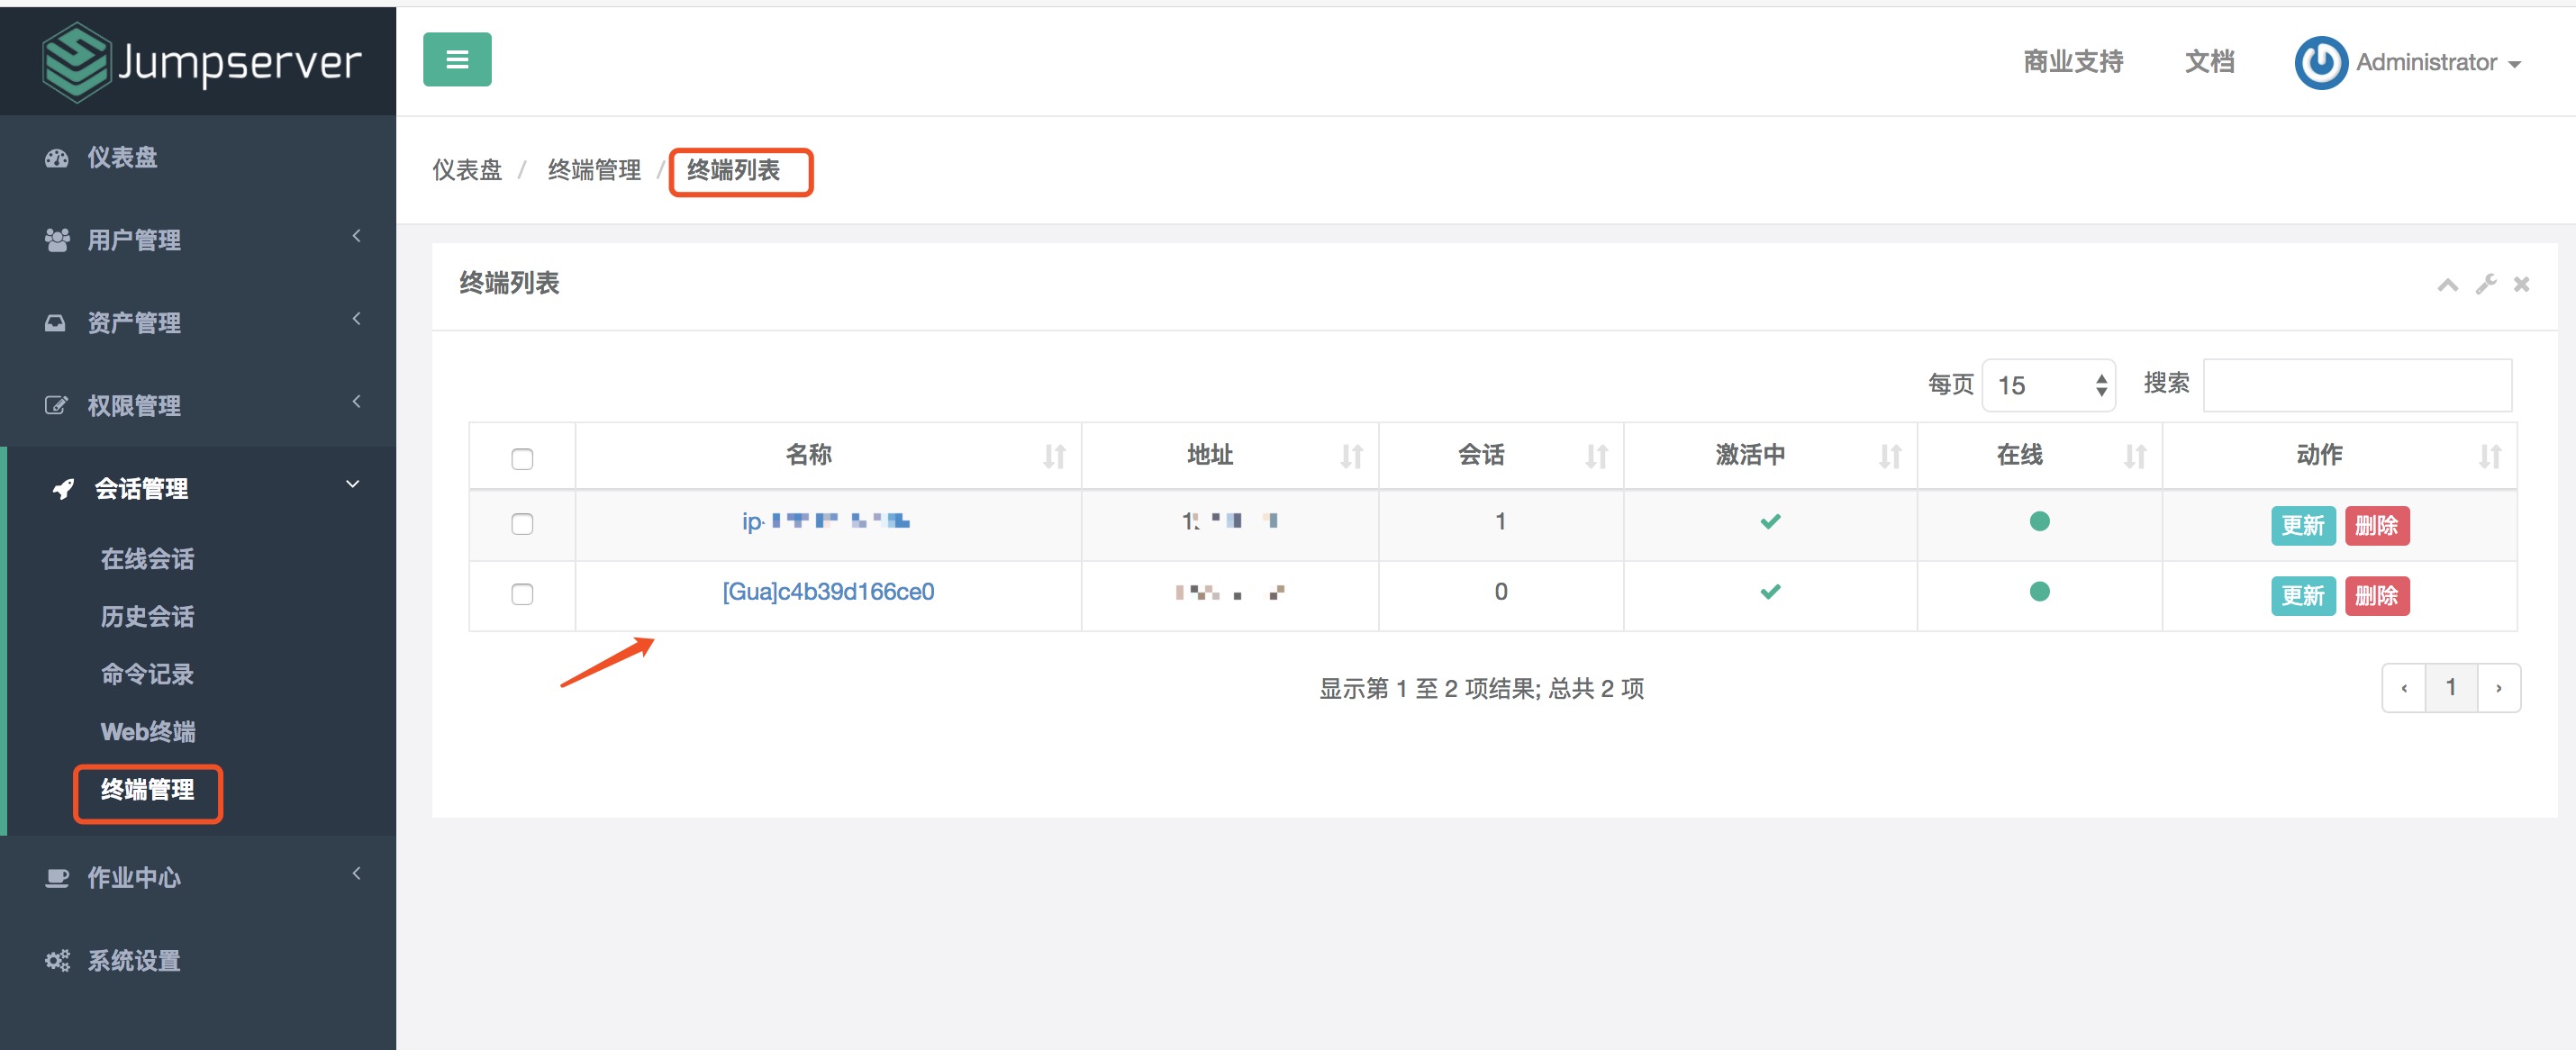 Jumpserver
商业支持 文档 Administrator
仪表盘
用户管理
资产管理
权限管理
会话管理
在线会话
历史会话
命令记录
Web终端
终端管理
作业中心
系统设置
仪表盘 / 终端管理 / 终端列表
终端列表
每页 15 搜索
名称 地址 会话 激活中 在线 动作
ip- 1 更新 删除
[Gua]c4b39d166ce0 0 更新 删除
显示第 1 至 2 项结果; 总共 2 项
‹ 1 ›